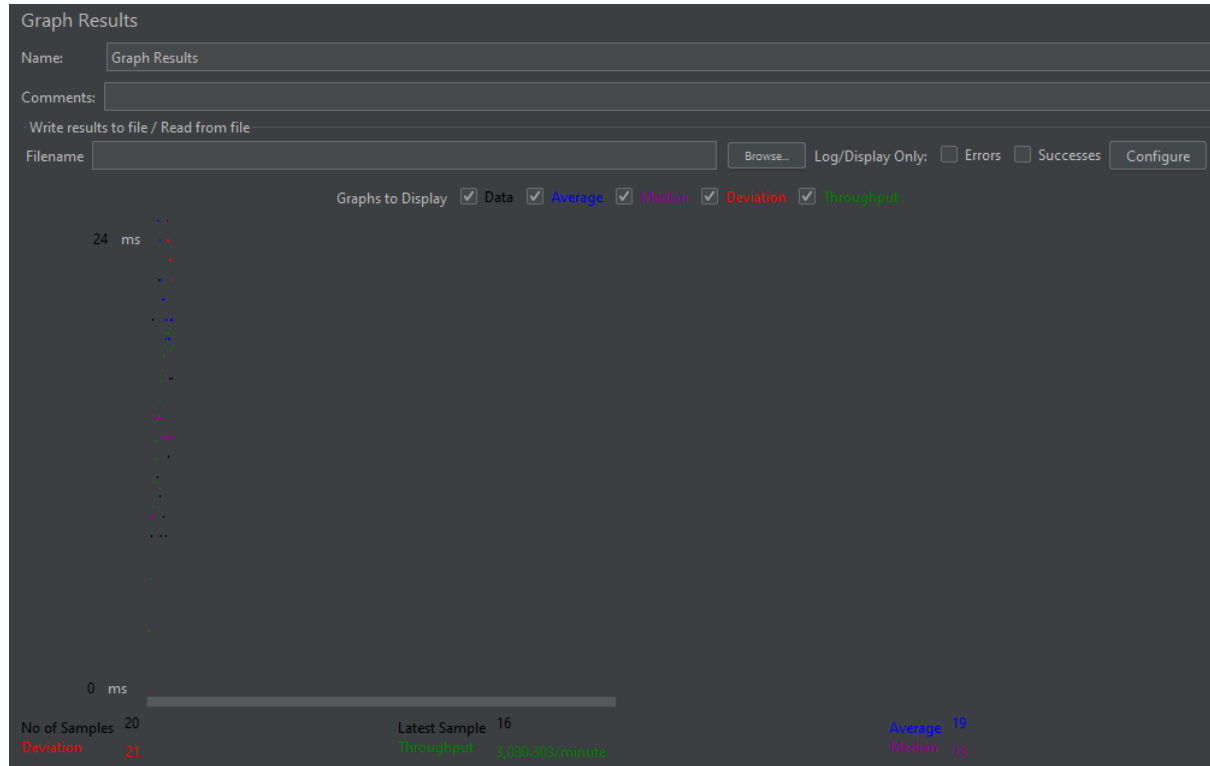 Graph Results
Name: Graph Results
Comments:
Write results to file / Read from file
Filename Browse... Log/Display Only: Errors Successes Configure
Graphs to Display Data Average Median Deviation Throughput
24 ms
0 ms
No of Samples 20 Latest Sample 16 Average 19
Deviation 21 Throughput 3,030.303/minute Median